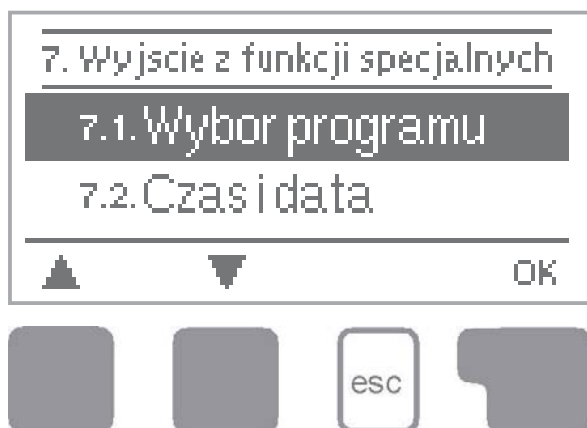 7. Wyjscie z funkcji specjalnych
7.1. Wybor programu
7.2. Czas i data
▲ ▼ OK
esc